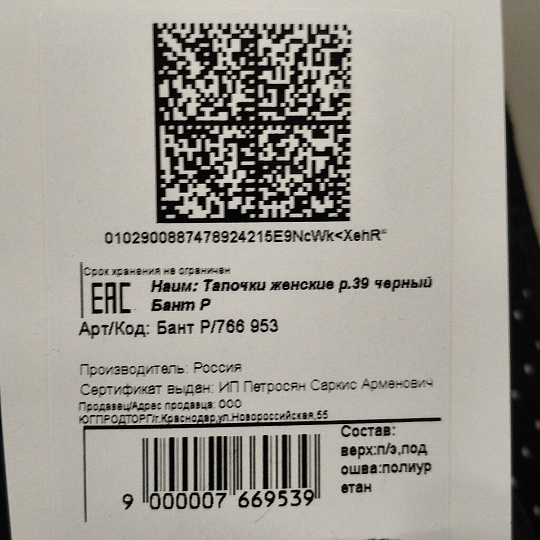 0102900887478924215E9NcWk<XehR=
Срок хранения не ограничен
EAC
Наим: Тапочки женские р.39 черный
Бант Р
Арт/Код: Бант Р/766 953
Производитель: Россия
Сертификат выдан: ИП Петросян Саркис Арменович
Продавец/Адрес продавца: ООО
ЮГПРОДТОРГ/г.Краснодар,ул.Новороссийская,55
Состав:
верх:п/э,под
ошва:полиур
етан
9 000007 669539